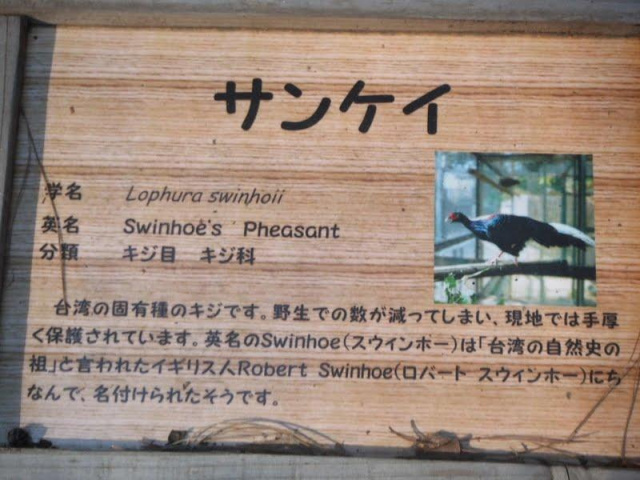 サンケイ
学名 Lophura swinhoii
英名 Swinhoe's Pheasant
分類 キジ目 キジ科
台湾の固有種のキジです。野生での数が減ってしまい、現地では手厚
く保護されています。英名のSwinhoe(スウインホー)は「台湾の自然史の
祖」と言われたイギリス人Robert Swinhoe(ロバート スウインホー)にち
なんで、名付けられたそうです。